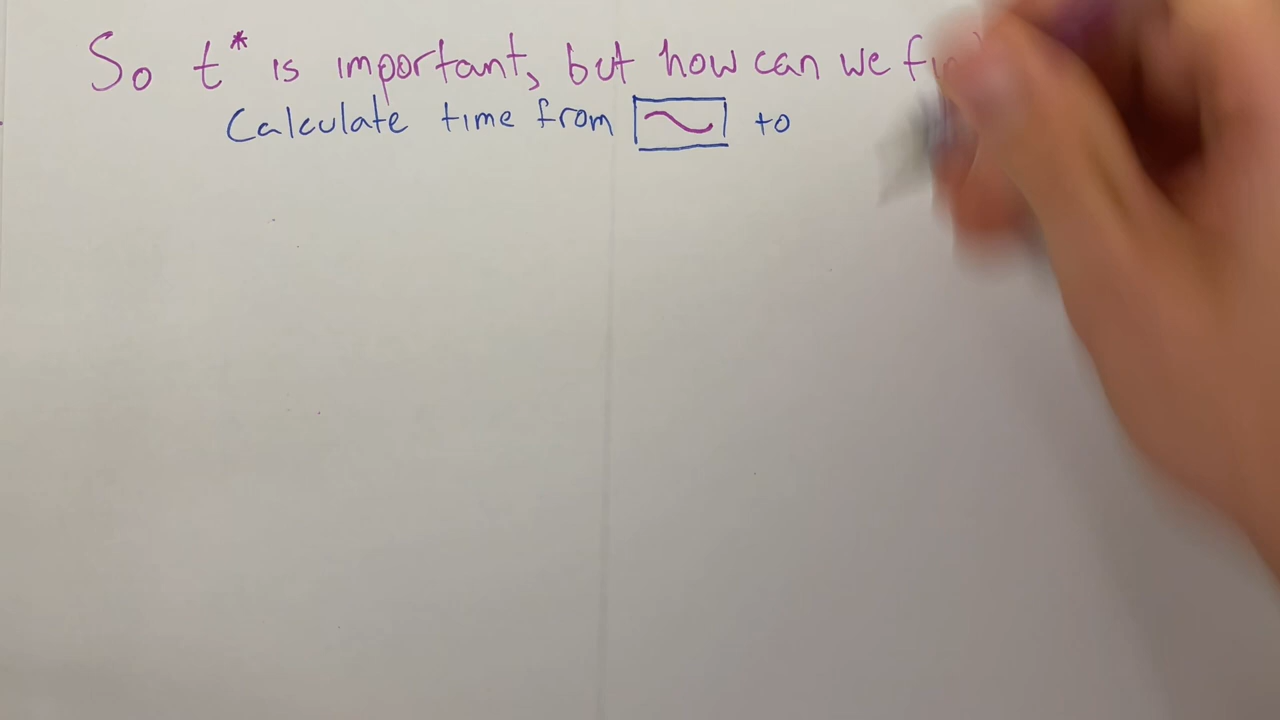 So t* is important, but how can we
Calculate time from to